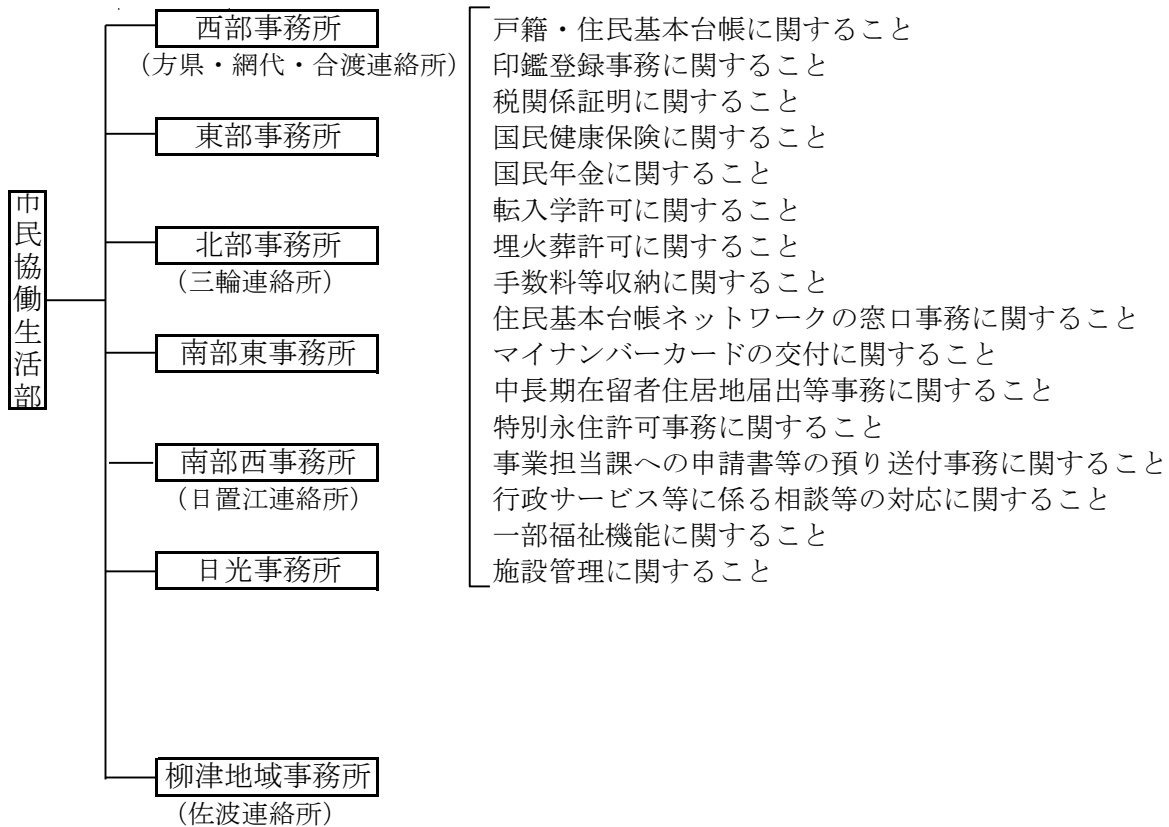 市民協働生活部
西部事務所
（方県・網代・合渡連絡所）
東部事務所
北部事務所
（三輪連絡所）
南部東事務所
南部西事務所
（日置江連絡所）
日光事務所
柳津地域事務所
（佐波連絡所）
戸籍・住民基本台帳に関すること
印鑑登録事務に関すること
税関係証明に関すること
国民健康保険に関すること
国民年金に関すること
転入学許可に関すること
埋火葬許可に関すること
手数料等収納に関すること
住民基本台帳ネットワークの窓口事務に関すること
マイナンバーカードの交付に関すること
中長期在留者住居地届出等事務に関すること
特別永住許可事務に関すること
事業担当課への申請書等の預り送付事務に関すること
行政サービス等に係る相談等の対応に関すること
一部福祉機能に関すること
施設管理に関すること